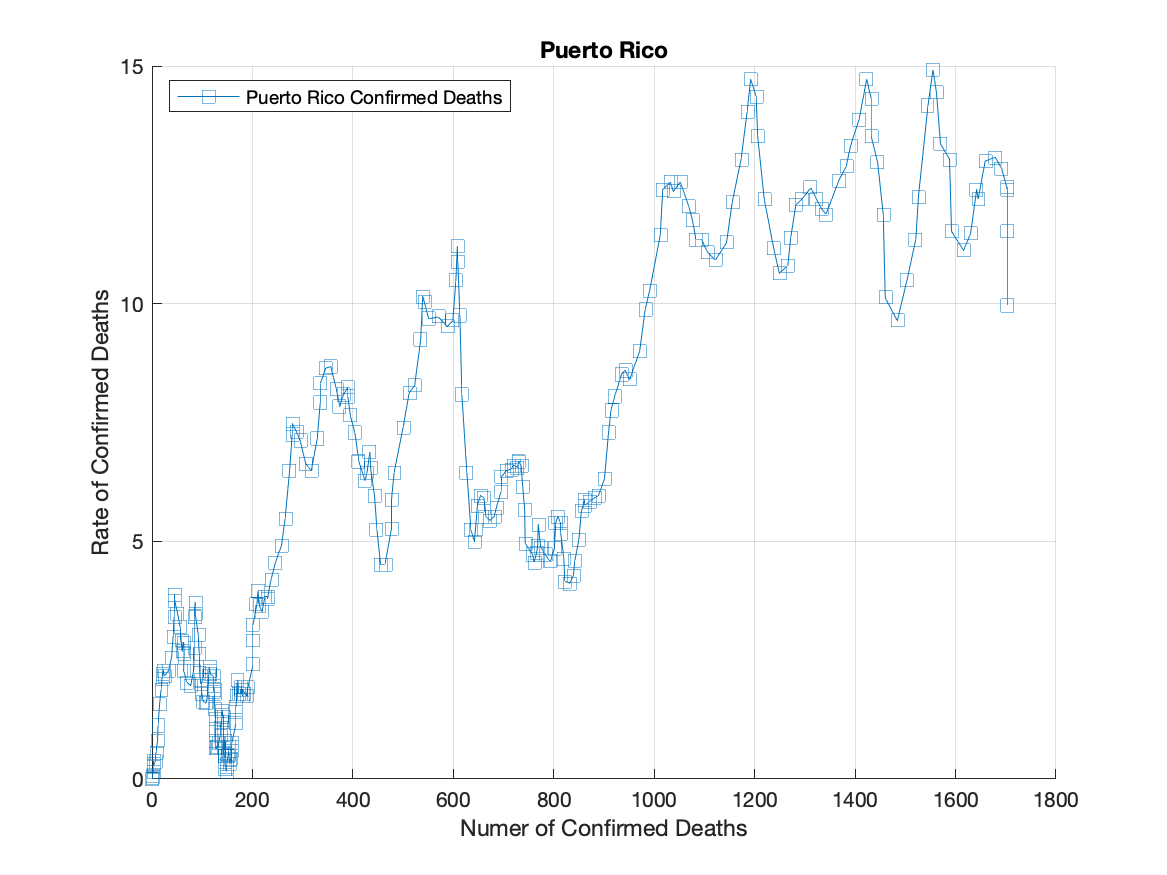 Puerto Rico
15
Puerto Rico Confirmed Deaths
10
5
0
Rate of Confirmed Deaths
0 200 400 600 800 1000 1200 1400 1600 1800
Numer of Confirmed Deaths